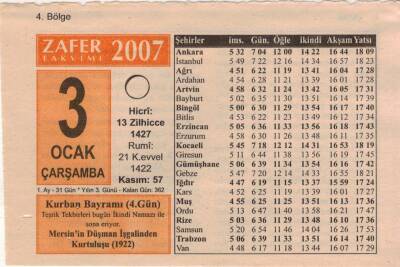 4. Bölge
ZAFER
TAKVİMİ
2007
3
OCAK
ÇARŞAMBA
1. Ay - 31 Gün * Yılın 3. Günü - Kalan Gün: 362
Hicrî:
13 Zilhicce
1427
Rumî:
21 K.evvel
1422
Kasım: 57
Kurban Bayramı (4.Gün)
Teşrik Tekbirleri bugün İkindi Namazı ile
sona eriyor.
Mersin'in Düşman İşgalinden
Kurtuluşu (1922)
Şehirler ims. Gün. Öğle İkindi Akşam Yatsı
Ankara 5 32 7 04 12 00 14 22 16 44 18 09
İstanbul 5 49 7 22 12 16 14 34 16 57 18 23
Ağrı 4 51 6 22 11 19 13 41 16 04 17 28
Ardahan 4 54 6 28 11 21 13 39 16 01 17 27
Artvin 4 58 6 32 11 24 13 42 16 05 17 31
Bayburt 5 02 6 35 11 30 13 51 16 13 17 38
Bingöl 5 00 6 30 11 29 13 54 16 17 17 40
Bitlis 4 53 6 22 11 23 13 49 16 12 17 34
Erzincan 5 05 6 36 11 33 13 56 16 18 17 43
Erzurum 4 58 6 30 11 26 13 48 16 11 17 35
Kocaeli 5 45 7 18 12 12 14 31 16 53 18 19
Giresun 5 11 6 44 11 38 13 56 16 19 17 45
Gümüşhane 5 06 6 39 11 34 13 54 16 16 17 42
Gebze 5 47 7 20 12 14 14 33 16 55 18 21
Iğdır 4 47 6 19 11 15 13 37 15 59 17 24
Kars 4 52 6 25 11 19 13 39 16 01 17 27
Muş 4 55 6 25 11 25 13 51 16 13 17 36
Ordu 5 13 6 47 11 40 13 58 16 21 17 47
Rize 5 03 6 36 11 29 13 48 16 10 17 36
Samsun 5 20 6 54 11 46 14 04 16 26 17 53
Trabzon 5 06 6 39 11 33 13 51 16 14 17 40
Van 4 48 6 17 11 18 13 44 16 07 17 29